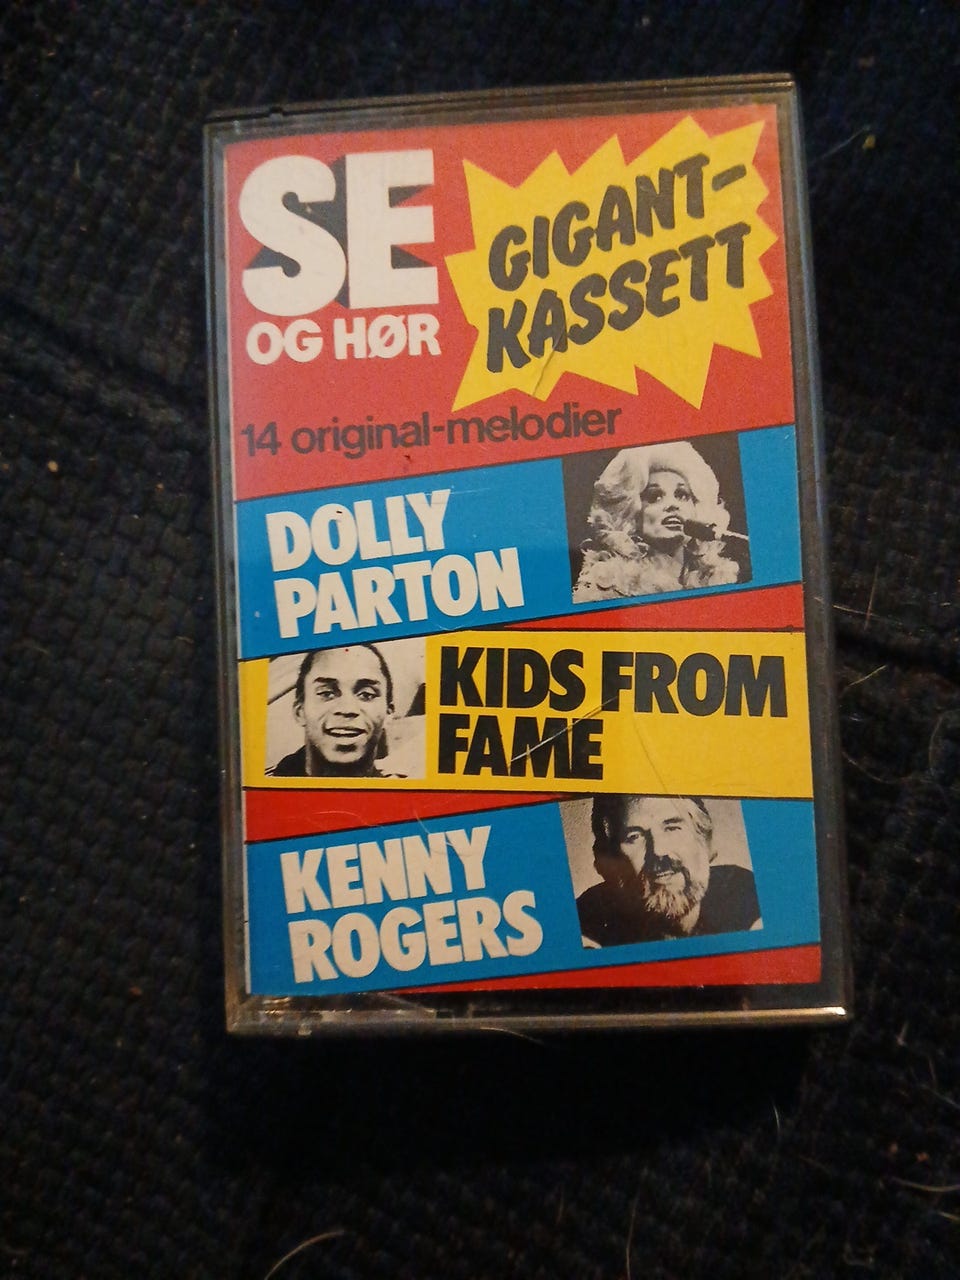 SE
OG HØR
GIGANT-
KASSETT
14 original-melodier
DOLLY
PARTON
KIDS FROM
FAME
KENNY
ROGERS